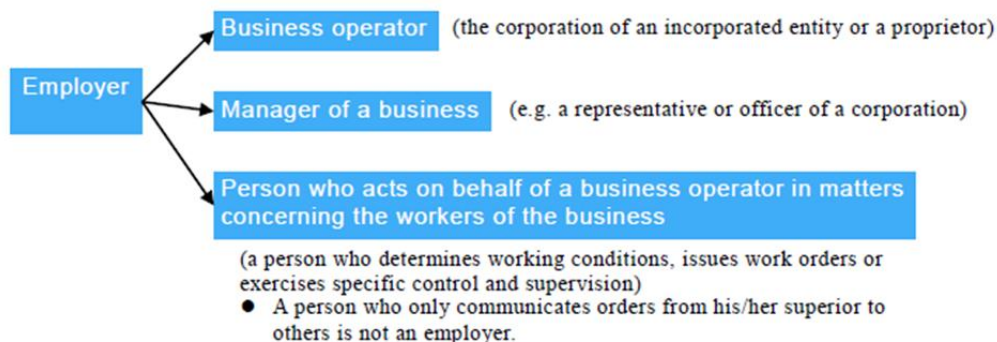 Business operator (the corporation of an incorporated entity or a proprietor)
Employer
Manager of a business (e.g. a representative or officer of a corporation)
Person who acts on behalf of a business operator in matters
concerning the workers of the business
(a person who determines working conditions, issues work orders or
exercises specific control and supervision)
● A person who only communicates orders from his/her superior to
others is not an employer.